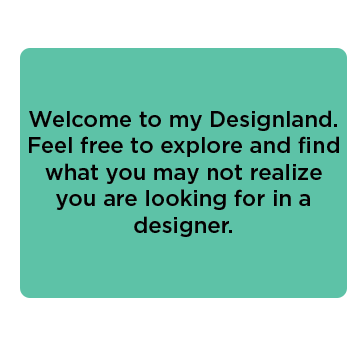 Welcome to my Designland.
Feel free to explore and find
what you may not realize
you are looking for in a
designer.